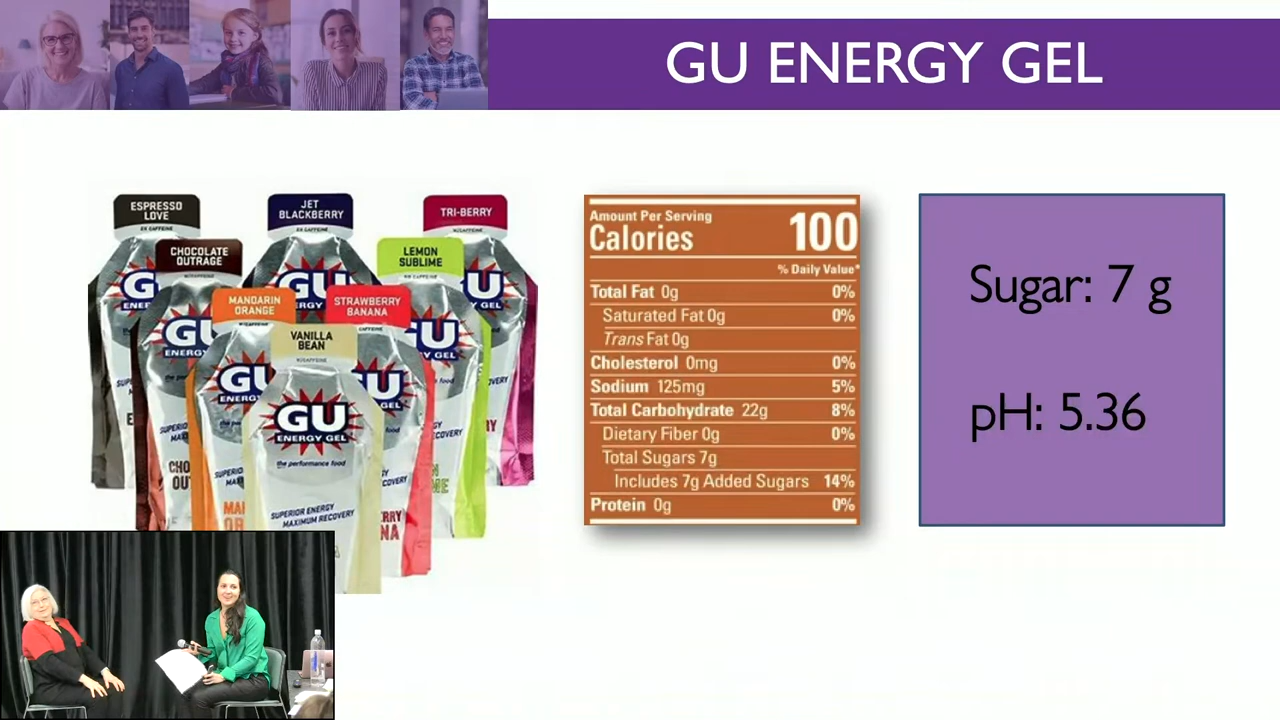 GU ENERGY GEL
ESPRESSO
LOVE
2X CAFFEINE
JET
BLACKBERRY
2X CAFFEINE
TRI-BERRY
CHOCOLATE
OUTRAGE
LEMON
SUBLIME
MANDARIN
ORANGE
STRAWBERRY
BANANA
VANILLA
BEAN
GU
ENERGY GEL
the performance food
SUPERIOR ENERGY
MAXIMUM RECOVERY
Amount Per Serving
Calories 100
% Daily Value*
Total Fat 0g 0%
Saturated Fat 0g 0%
Trans Fat 0g
Cholesterol 0mg 0%
Sodium 125mg 5%
Total Carbohydrate 22g 8%
Dietary Fiber 0g 0%
Total Sugars 7g
Includes 7g Added Sugars 14%
Protein 0g 0%
Sugar: 7 g
pH: 5.36